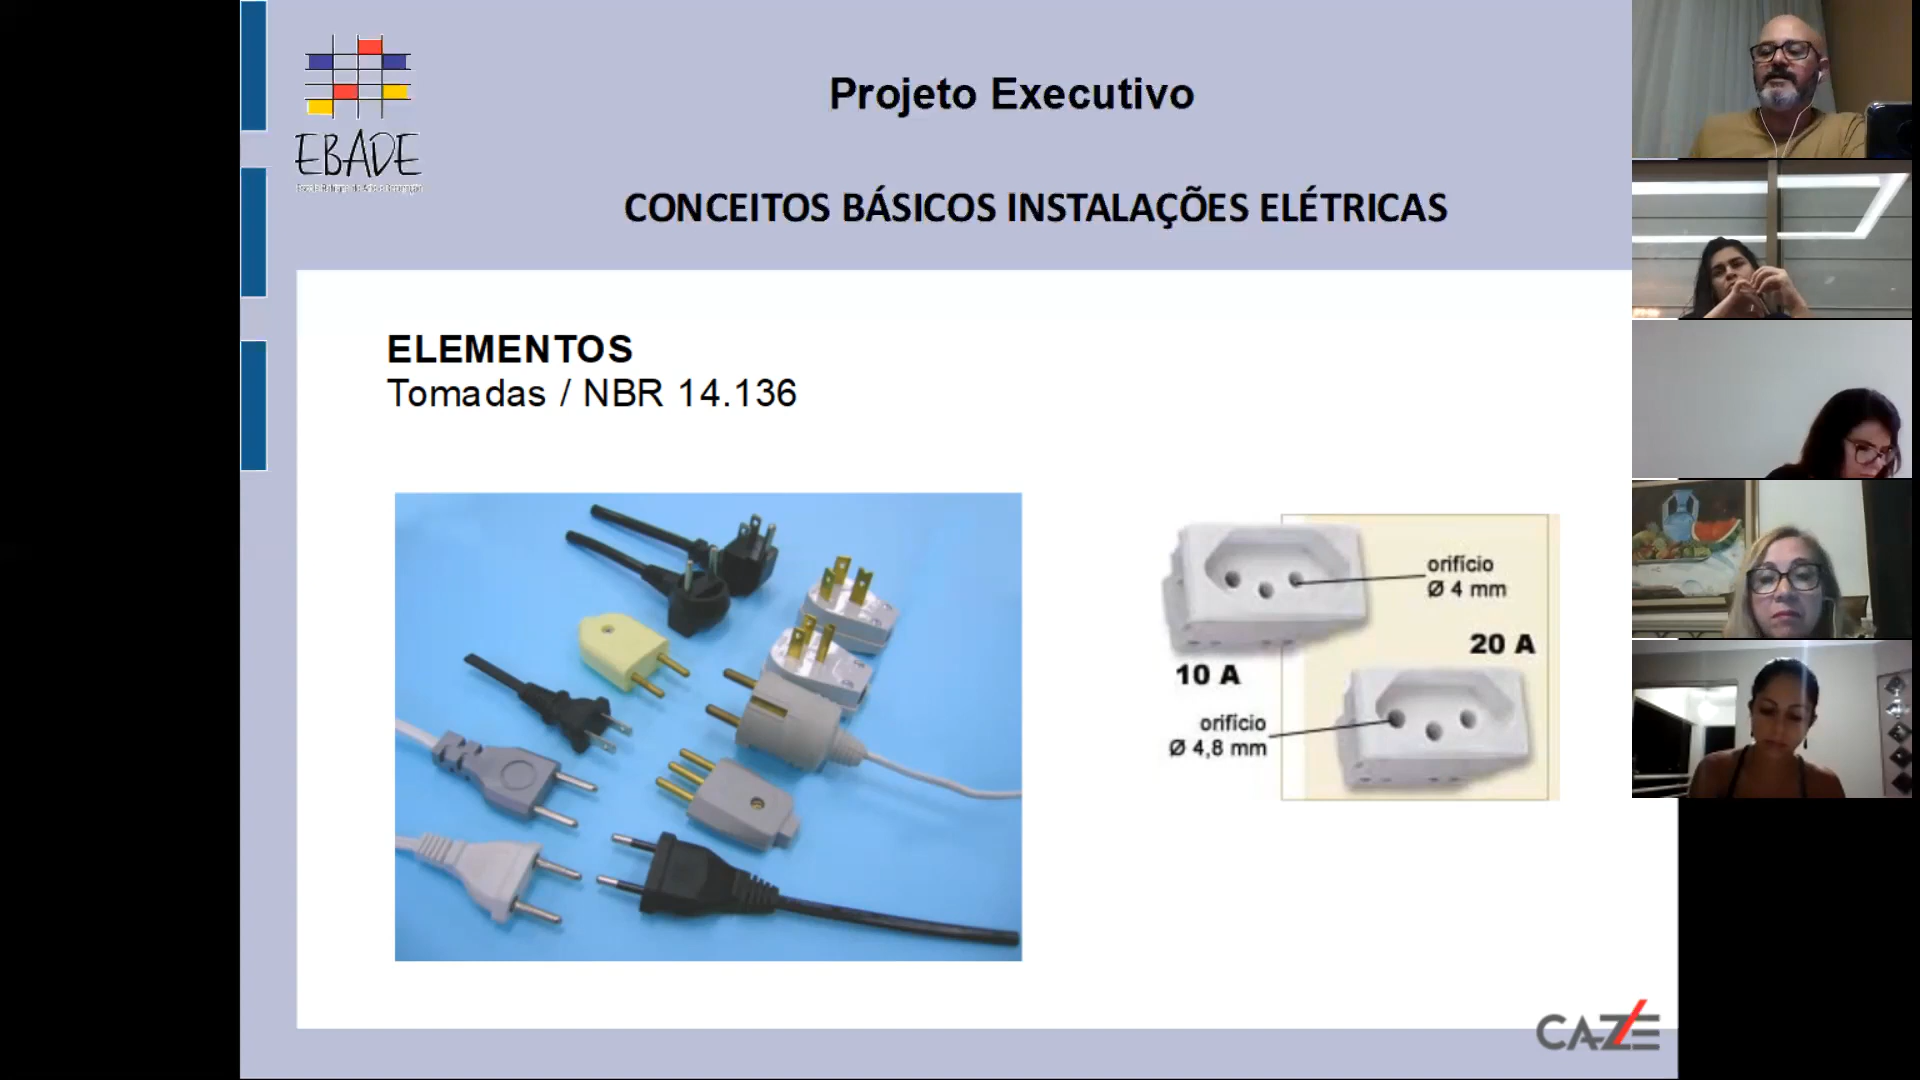 EBADE
Projeto Executivo
CONCEITOS BÁSICOS INSTALAÇÕES ELÉTRICAS
ELEMENTOS
Tomadas / NBR 14.136
orifício
Ø 4 mm
20 A
10 A
orifício
Ø 4,8 mm
CAZE